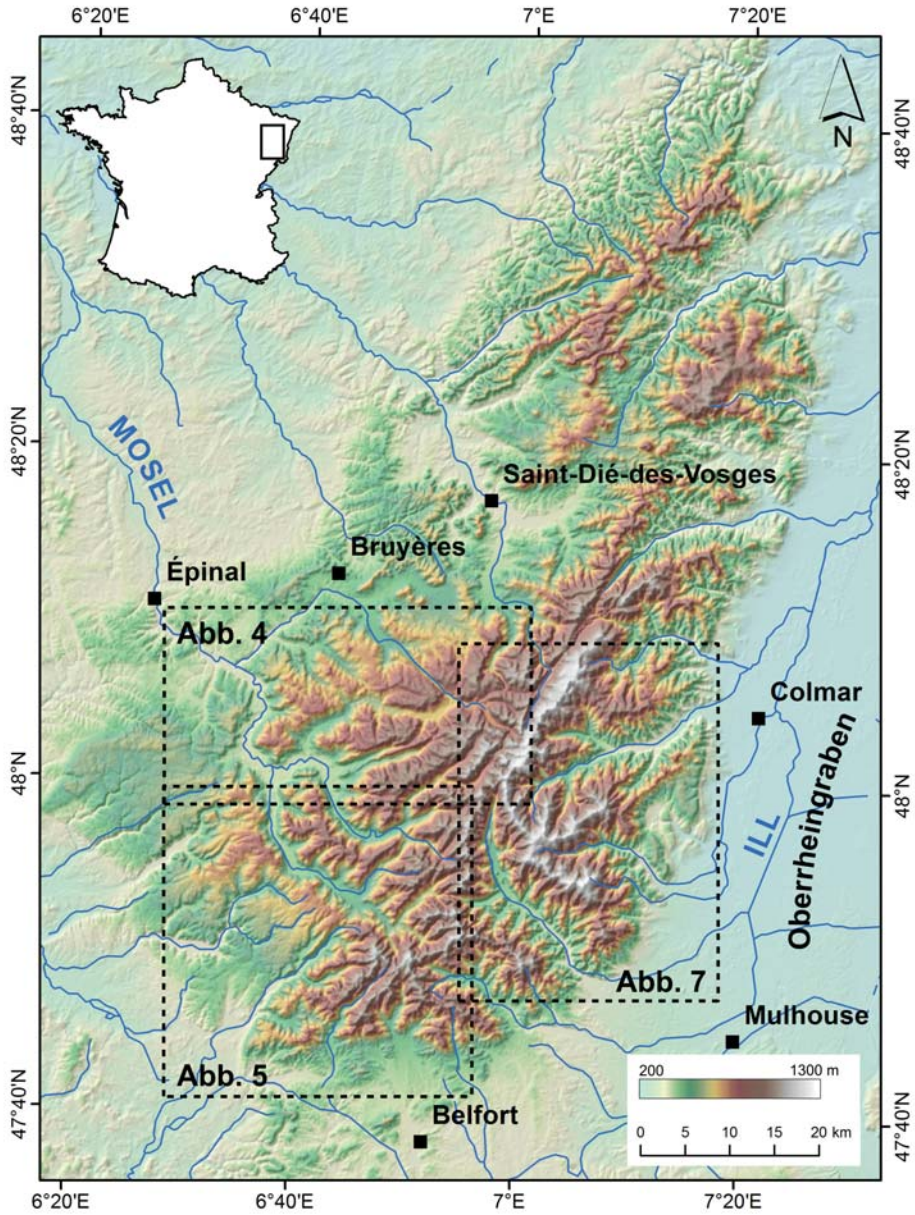 6°20'E
6°40'E
7°E
7°20'E
48°40'N
48°40'N
N
48°20'N
48°20'N
MOSEL
Saint-Dié-des-Vosges
Bruyères
Épinal
Abb. 4
Colmar
48°N
48°N
ILL
Oberrheingraben
Abb. 7
Mulhouse
Abb. 5
200
1300 m
0
5
10
15
20 km
47°40'N
47°40'N
Belfort
6°20'E
6°40'E
7°E
7°20'E